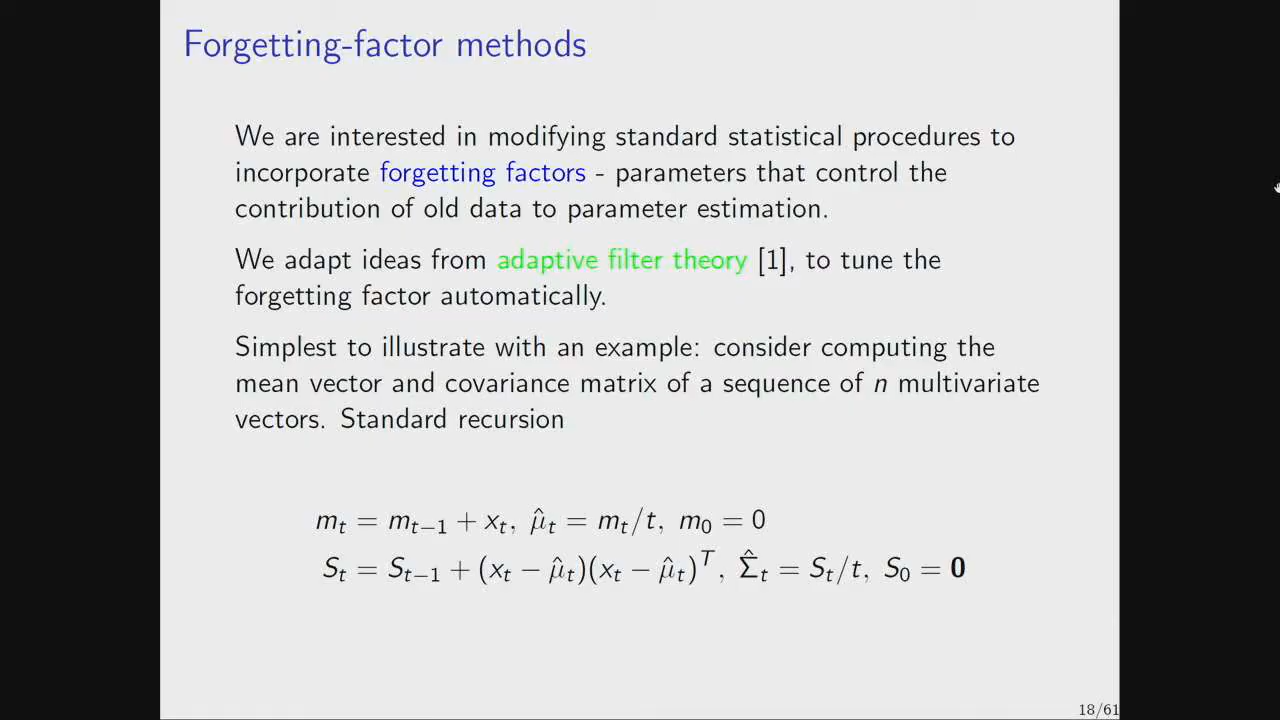 Forgetting-factor methods
We are interested in modifying standard statistical procedures to
incorporate forgetting factors - parameters that control the
contribution of old data to parameter estimation.
We adapt ideas from adaptive filter theory [1], to tune the
forgetting factor automatically.
Simplest to illustrate with an example: consider computing the
mean vector and covariance matrix of a sequence of n multivariate
vectors. Standard recursion
m_t = m_{t−1} + x_t, μ̂_t = m_t/t, m_0 = 0
S_t = S_{t−1} + (x_t − μ̂_t)(x_t − μ̂_t)^T, Σ̂_t = S_t/t, S_0 = 0
18/61